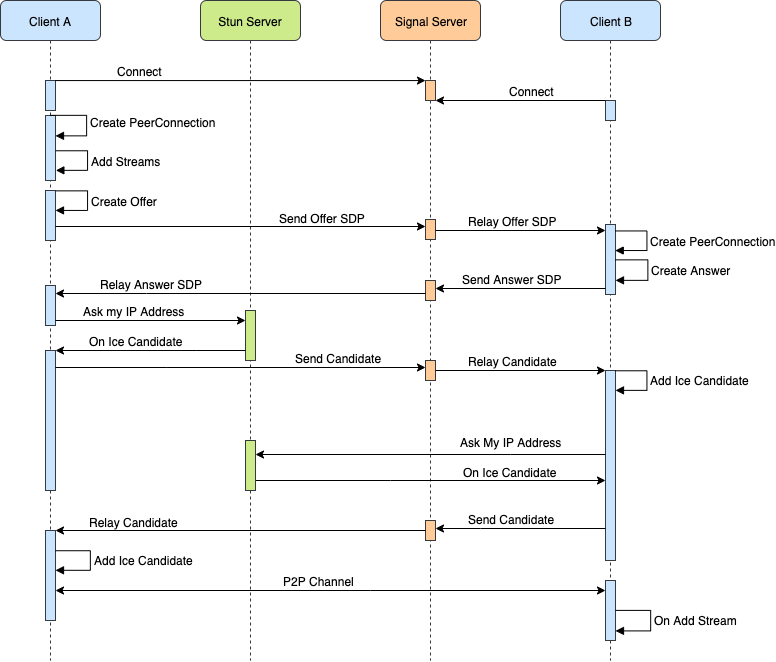 Client A
Stun Server
Signal Server
Client B
Connect
Connect
Create PeerConnection
Add Streams
Create Offer
Send Offer SDP
Relay Offer SDP
Create PeerConnection
Create Answer
Send Answer SDP
Relay Answer SDP
Ask my IP Address
On Ice Candidate
Send Candidate
Relay Candidate
Add Ice Candidate
Ask My IP Address
On Ice Candidate
Send Candidate
Relay Candidate
Add Ice Candidate
P2P Channel
On Add Stream